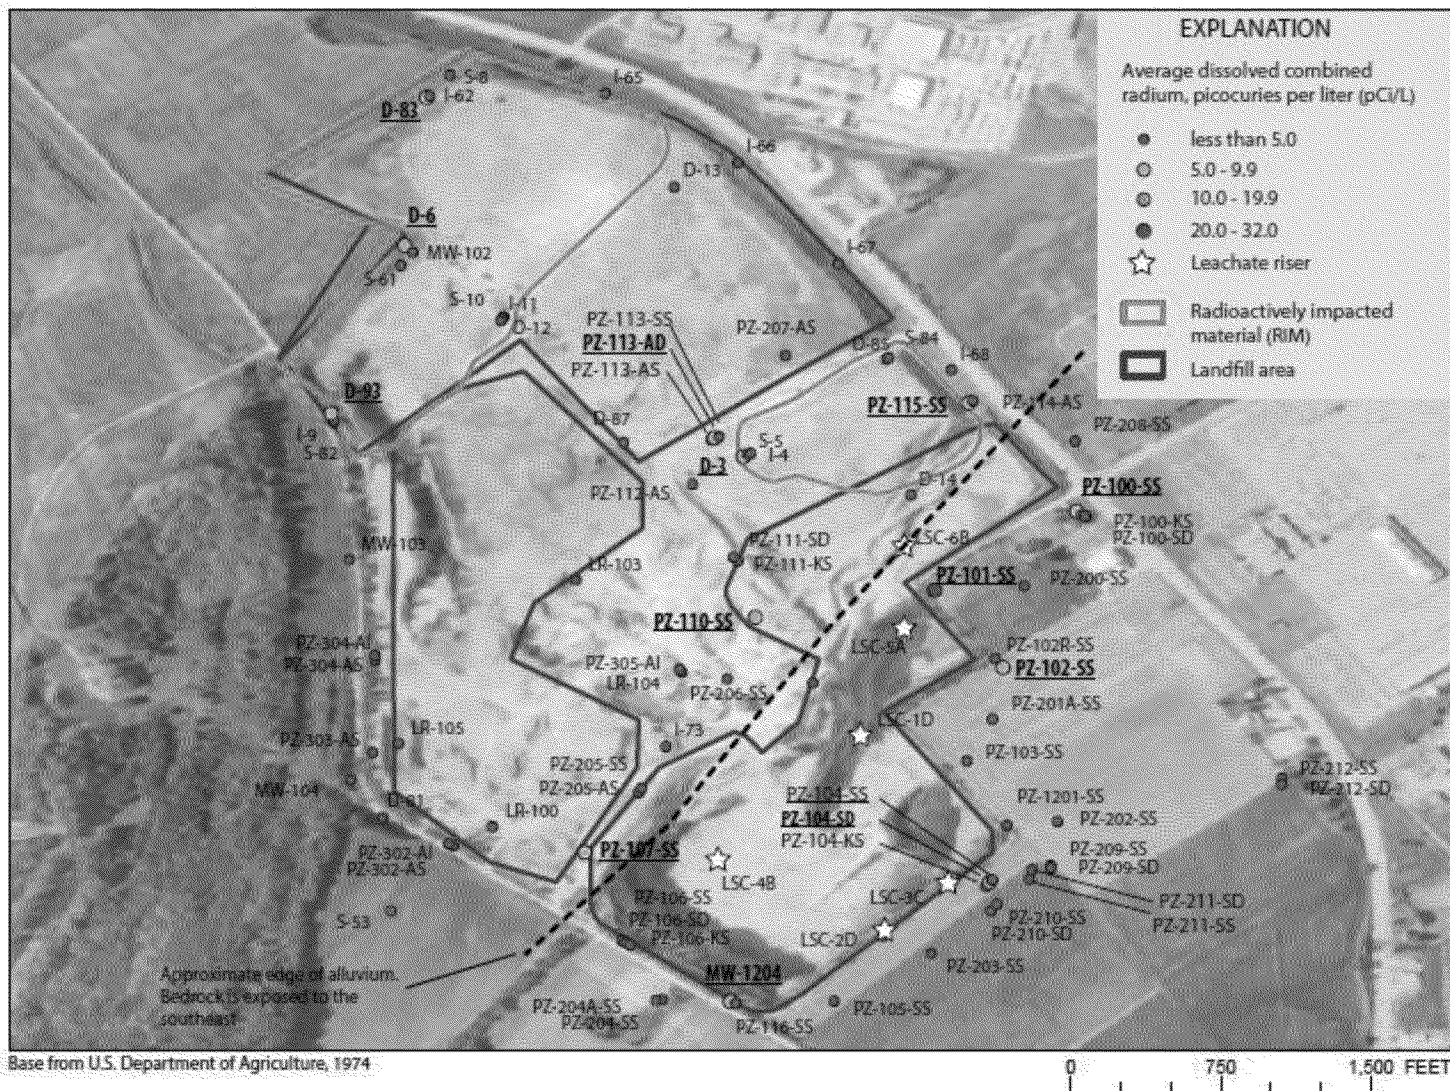 EXPLANATION
Average dissolved combined
radium, picocuries per liter (pCi/L)
less than 5.0
5.0 - 9.9
10.0 - 19.9
20.0 - 32.0
Leachate riser
Radioactively impacted
material (RIM)
Landfill area
S-8
I-62
D-83
I-65
I-66
D-13
D-6
MW-102
S-61
I-67
S-10
I-11
D-12
PZ-113-SS
PZ-113-AD
PZ-113-AS
PZ-207-AS
D-85
S-84
I-68
D-93
I-9
S-82
D-87
PZ-115-SS
PZ-114-AS
PZ-208-SS
S-5
I-4
D-3
PZ-112-AS
D-14
PZ-100-SS
PZ-100-KS
PZ-100-SD
MW-103
LR-103
PZ-111-SD
PZ-111-KS
LSC-6B
PZ-101-SS
PZ-200-SS
PZ-110-SS
LSC-5A
PZ-304-AI
PZ-304-AS
PZ-305-AI
LR-104
PZ-206-SS
PZ-102R-SS
PZ-102-SS
PZ-201A-SS
LSC-1D
I-73
PZ-303-AS
LR-105
PZ-103-SS
PZ-205-SS
PZ-205-AS
MW-104
D-81
LR-100
PZ-212-SS
PZ-212-SD
PZ-104-SS
PZ-104-SD
PZ-104-KS
PZ-1201-SS
PZ-202-SS
PZ-302-AI
PZ-302-AS
PZ-107-SS
PZ-209-SS
PZ-209-SD
LSC-4B
LSC-3C
PZ-211-SD
PZ-211-SS
PZ-106-SS
PZ-106-SD
PZ-106-KS
S-53
PZ-210-SS
PZ-210-SD
LSC-2D
PZ-203-SS
Approximate edge of alluvium.
Bedrock is exposed to the
southeast
MW-1204
PZ-204A-SS
PZ-204-SS
PZ-116-SS
PZ-105-SS
Base from U.S. Department of Agriculture, 1974
0 750 1,500 FEET